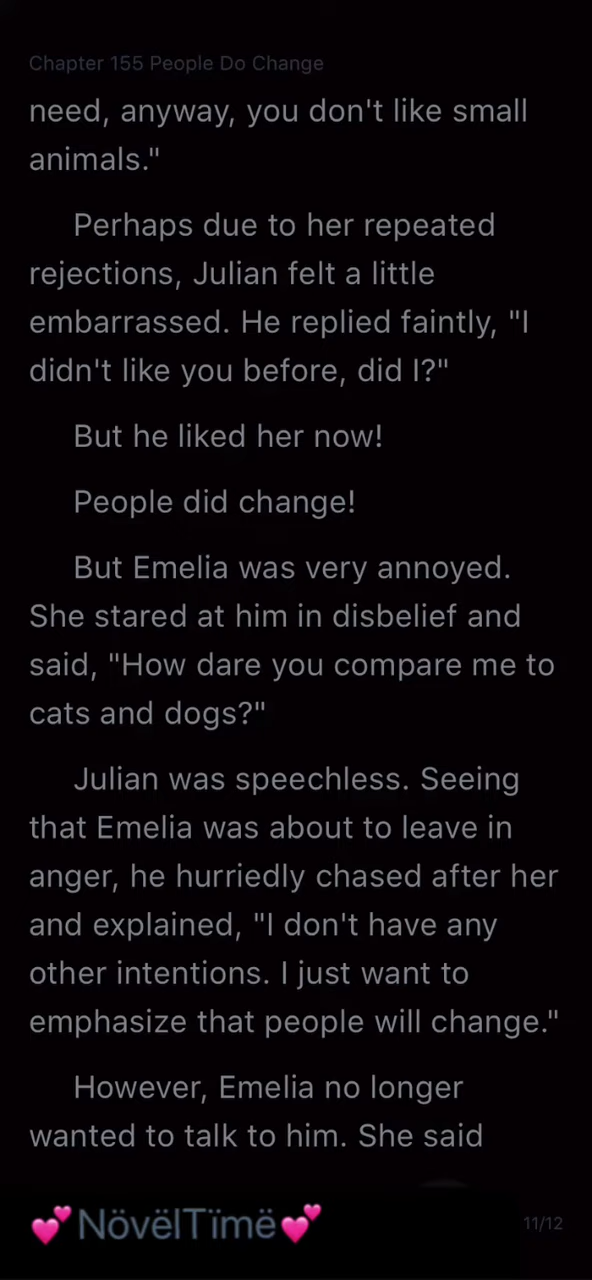 Chapter 155 People Do Change
need, anyway, you don't like small
animals."
Perhaps due to her repeated
rejections, Julian felt a little
embarrassed. He replied faintly, "I
didn't like you before, did I?"
But he liked her now!
People did change!
But Emelia was very annoyed.
She stared at him in disbelief and
said, "How dare you compare me to
cats and dogs?"
Julian was speechless. Seeing
that Emelia was about to leave in
anger, he hurriedly chased after her
and explained, "I don't have any
other intentions. I just want to
emphasize that people will change."
However, Emelia no longer
wanted to talk to him. She said
💕NövëlTïmë💕
11/12